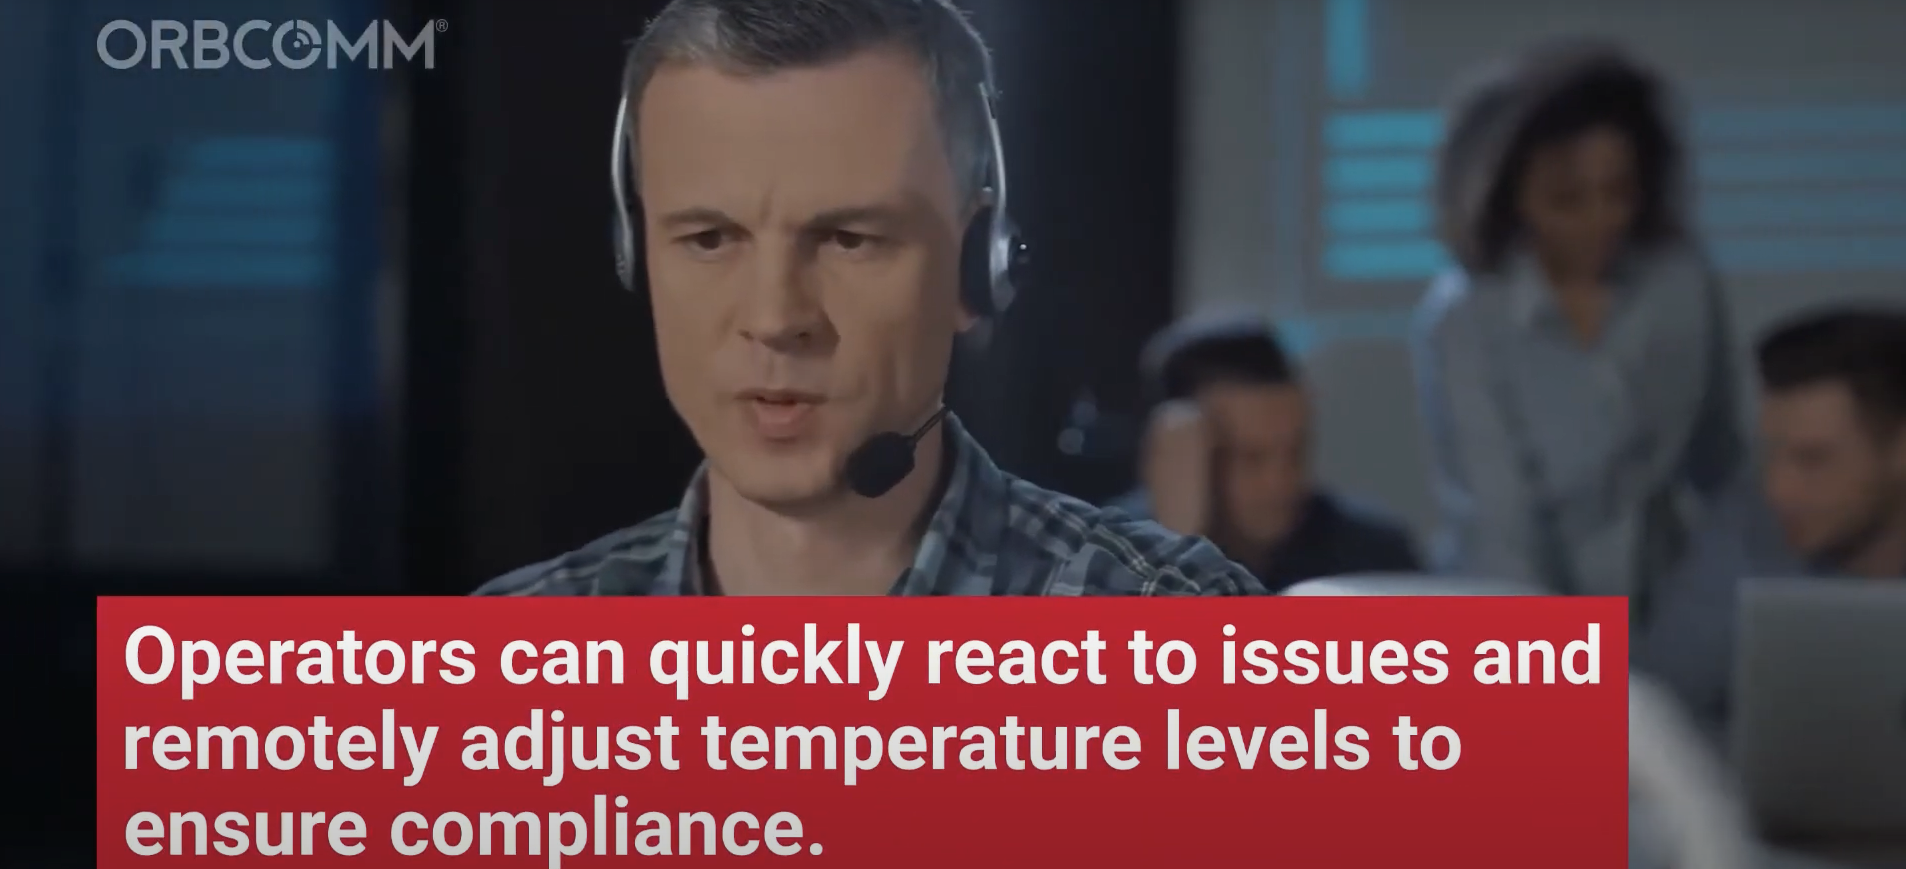 ORBCOMM®
Operators can quickly react to issues and
remotely adjust temperature levels to
ensure compliance.